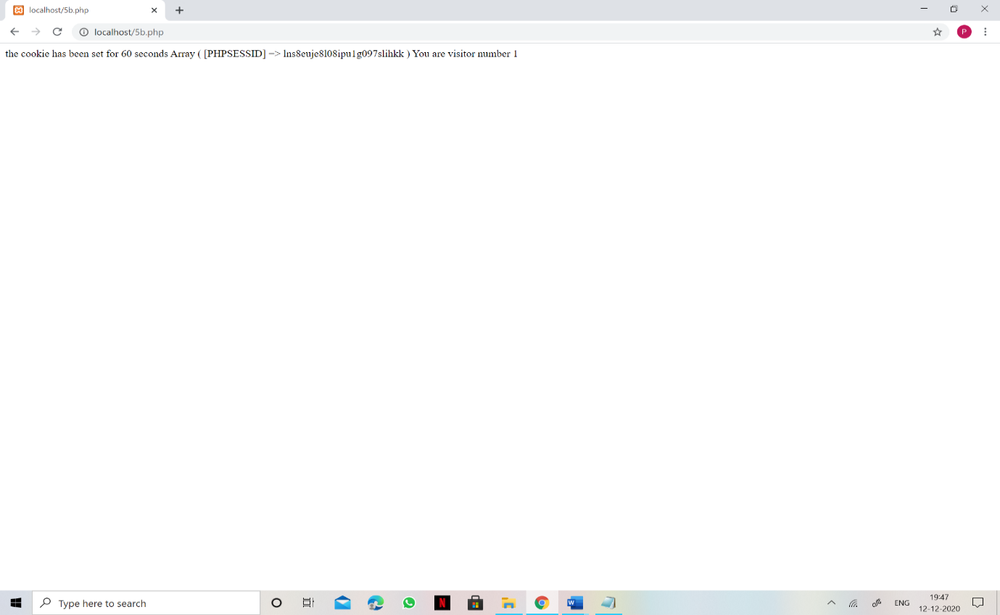 localhost/5b.php
localhost/5b.php
P
the cookie has been set for 60 seconds Array ( [PHPSESSID] => lns8euje8l08ipu1g097slihkk ) You are visitor number 1
Type here to search
N
W
ENG
19:47
12-12-2020